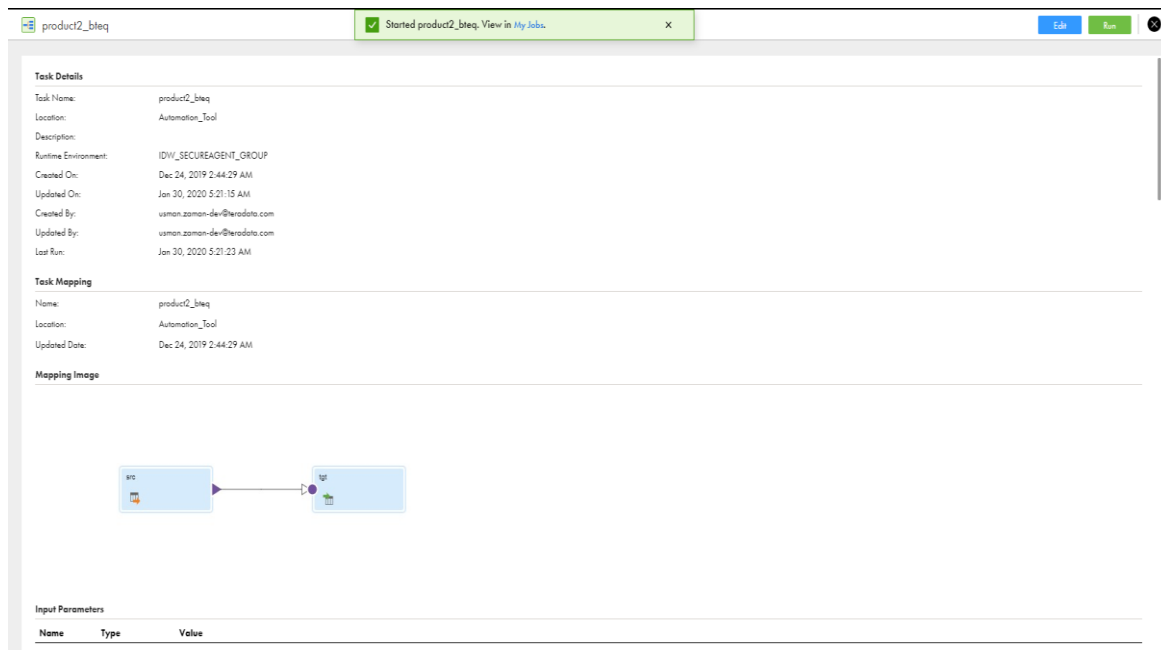 product2_bteq
Started product2_bteq. View in My Jobs.
Edit
Run
Task Details
Task Name: product2_bteq
Location: Automation_Tool
Description:
Runtime Environment: IDW_SECUREAGENT_GROUP
Created On: Dec 24, 2019 2:44:29 AM
Updated On: Jan 30, 2020 5:21:15 AM
Created By: usman.zaman-dev@teradata.com
Updated By: usman.zaman-dev@teradata.com
Last Run: Jan 30, 2020 5:21:23 AM
Task Mapping
Name: product2_bteq
Location: Automation_Tool
Updated Date: Dec 24, 2019 2:44:29 AM
Mapping Image
src
tgt
Input Parameters
Name Type Value